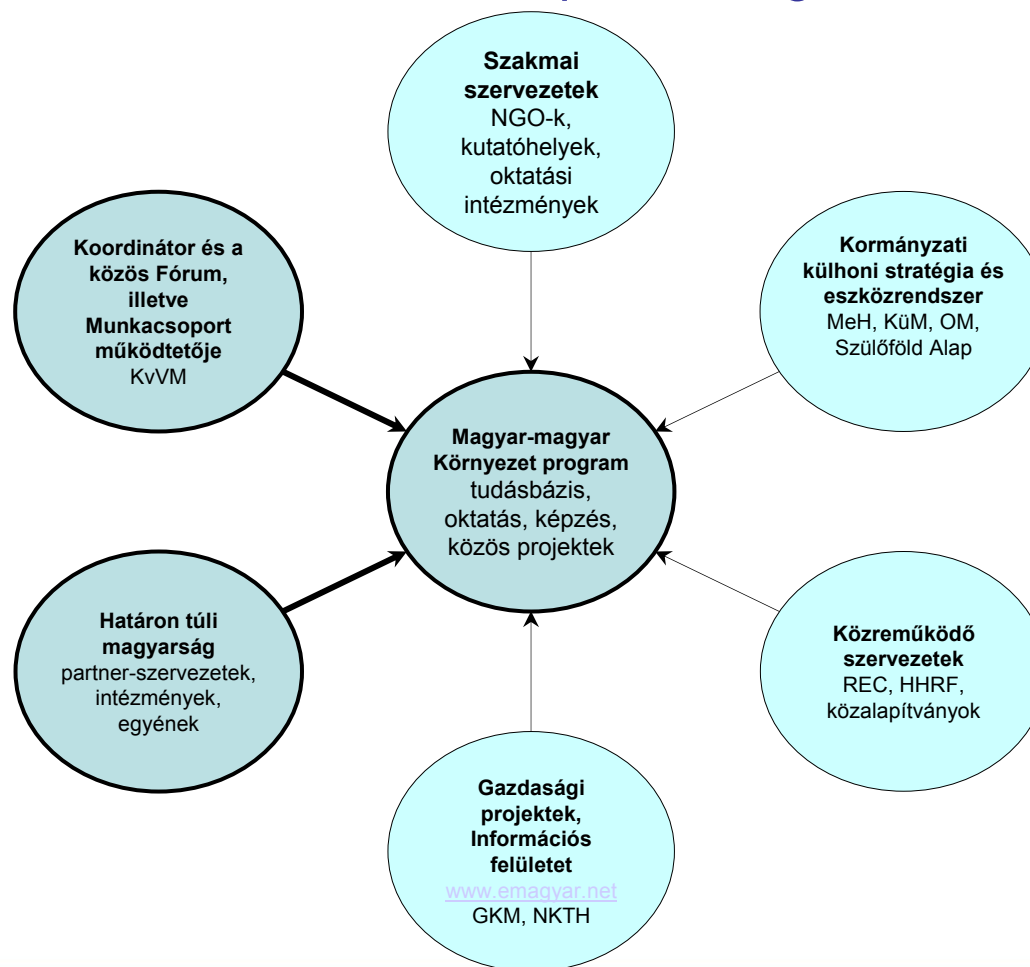 Szakmai
szervezetek
NGO-k,
kutatóhelyek,
oktatási
intézmények
Koordinátor és a
közös Fórum,
illetve
Munkacsoport
működtetője
KvVM
Kormányzati
külhoni stratégia és
eszközrendszer
MeH, KüM, OM,
Szülőföld Alap
Magyar-magyar
Környezet program
tudásbázis,
oktatás, képzés,
közös projektek
Határon túli
magyarság
partner-szervezetek,
intézmények,
egyének
Közreműködő
szervezetek
REC, HHRF,
közalapítványok
Gazdasági
projektek,
Információs
felületet
www.emagyar.net
GKM, NKTH